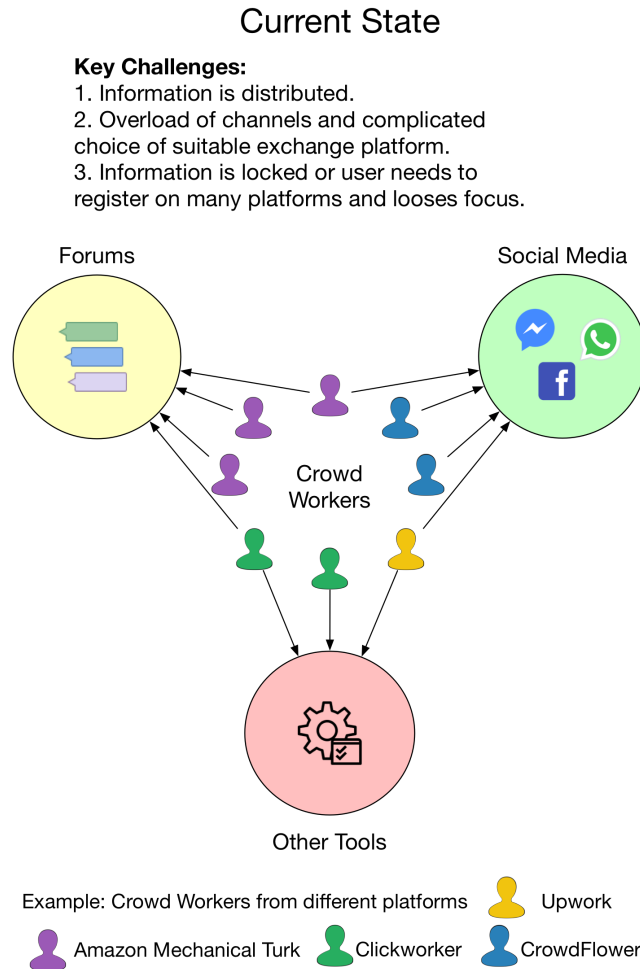 Current State
Key Challenges:
1. Information is distributed.
2. Overload of channels and complicated
choice of suitable exchange platform.
3. Information is locked or user needs to
register on many platforms and looses focus.
Forums
Social Media
f
Crowd
Workers
Other Tools
Example: Crowd Workers from different platforms
Upwork
Amazon Mechanical Turk
Clickworker
CrowdFlower